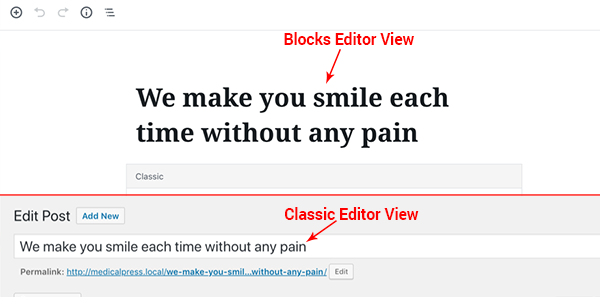 Blocks Editor View
We make you smile each
time without any pain
Classic
Edit Post Add New
Classic Editor View
We make you smile each time without any pain
Permalink: http://medicalpress.local/we-make-you-smil...without-any-pain/ Edit